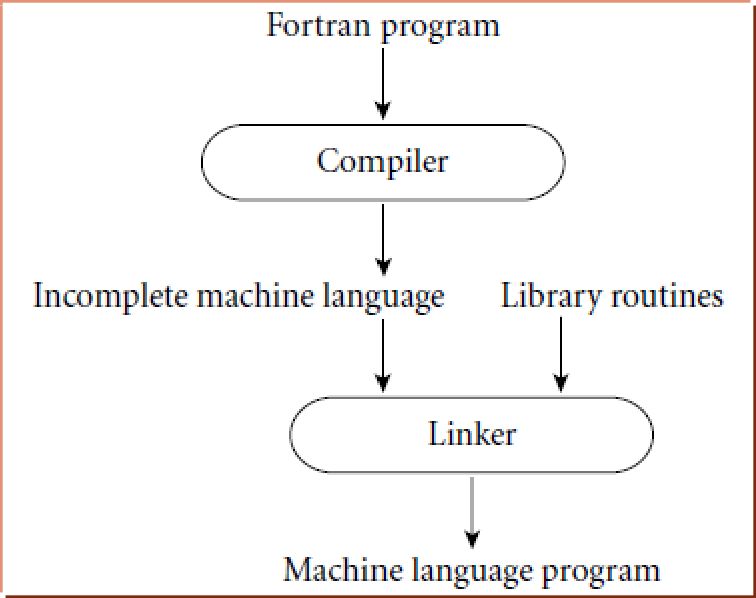 Fortran program
Compiler
Incomplete machine language
Library routines
Linker
Machine language program